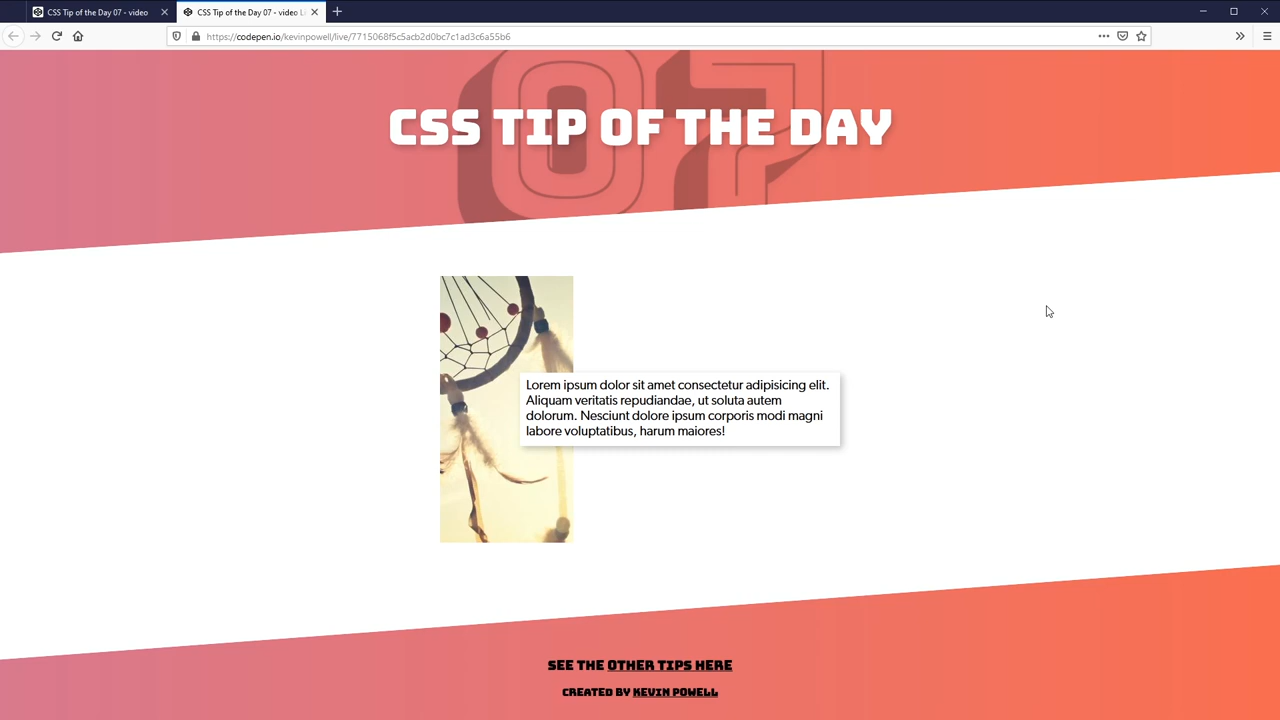 CSS Tip of the Day 07 - video
CSS Tip of the Day 07 - video Li
https://codepen.io/kevinpowell/live/7715068f5c5acb2d0bc7c1ad3c6a55b6
07
CSS TIP OF THE DAY
Lorem ipsum dolor sit amet consectetur adipisicing elit.
Aliquam veritatis repudiandae, ut soluta autem
dolorum. Nesciunt dolore ipsum corporis modi magni
labore voluptatibus, harum maiores!
SEE THE OTHER TIPS HERE
CREATED BY KEVIN POWELL